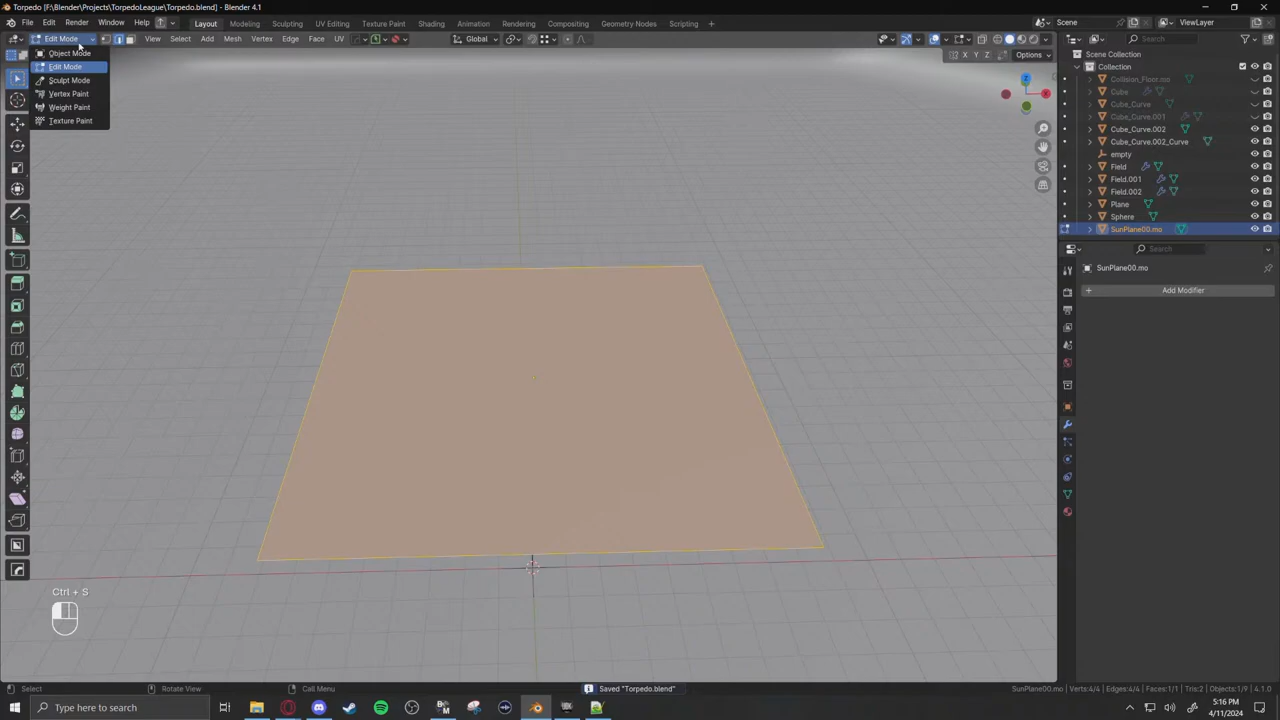 Torpedo [F:\Blender\Projects\TorpedoLeague\Torpedo.blend] - Blender 4.1
File Edit Render Window Help Layout Modeling Sculpting UV Editing Texture Paint Shading Animation Rendering Compositing Geometry Nodes Scripting + Scene ViewLayer
Edit Mode View Select Add Mesh Vertex Edge Face UV Global Search
Object Mode
Edit Mode
Sculpt Mode
Vertex Paint
Weight Paint
Texture Paint
X Y Z Options
Z
X
Scene Collection
Collection
Collision_Floor.mo
Cube
Cube_Curve
Cube_Curve.001
Cube_Curve.002
Cube_Curve.002_Curve
empty
Field
Field.001
Field.002
Plane
Sphere
SunPlane00.mo
Search
SunPlane00.mo
+ Add Modifier
Ctrl + S
Select Rotate View Call Menu Saved "Torpedo.blend" SunPlane00.mo | Verts:4/4 | Edges:4/4 | Faces:1/1 | Tris:2 | Objects:1/9 | 4.1.0
Type here to search
5:16 PM
4/11/2024